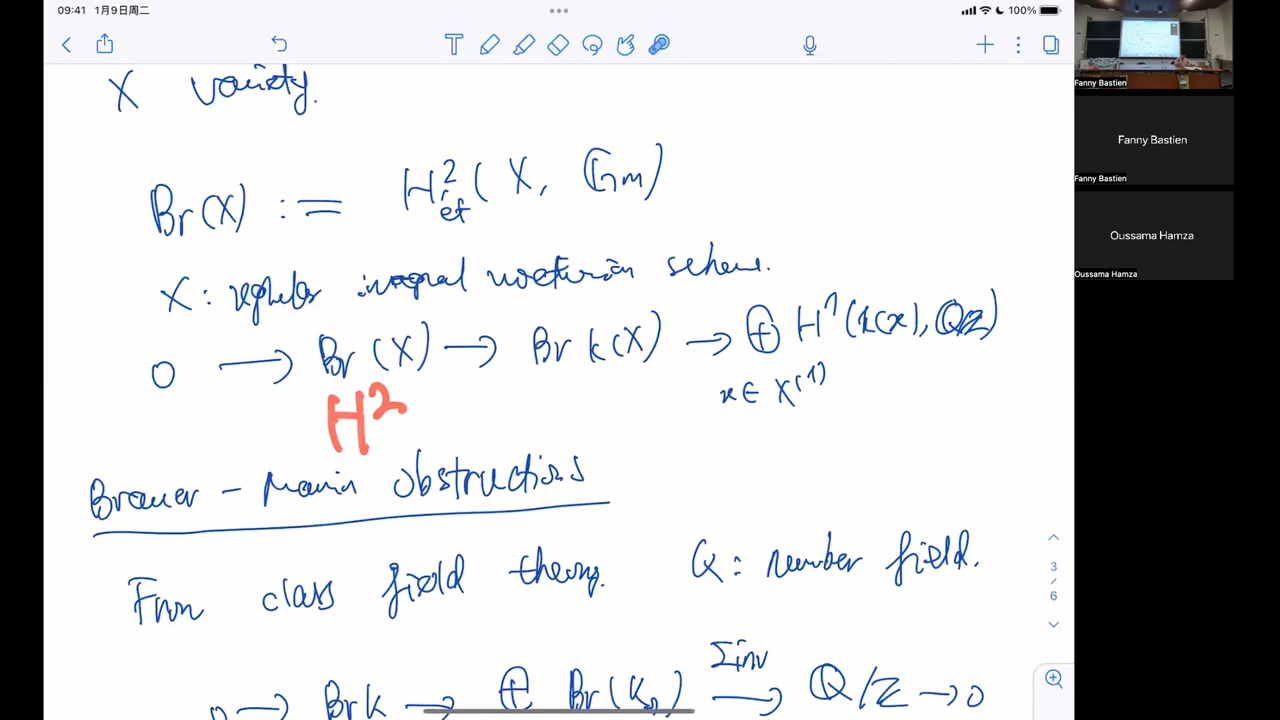 09:41 1月9日周二
100%
X variety.
Br(X) := H²_ét(X, 𝔾m)
X: regular integral noetherian scheme.
0 → Br(X) → Br k(X) → ⊕ H¹(k(x), ℚ/ℤ)
x ∈ X⁽¹⁾
H²
Brauer - Manin obstructions
From class field theory. K: number field.
Σinv
0 → Br k → ⊕ Br(K_v) → ℚ/ℤ → 0
3
/
6
Fanny Bastien
Fanny Bastien
Fanny Bastien
Oussama Hamza
Oussama Hamza